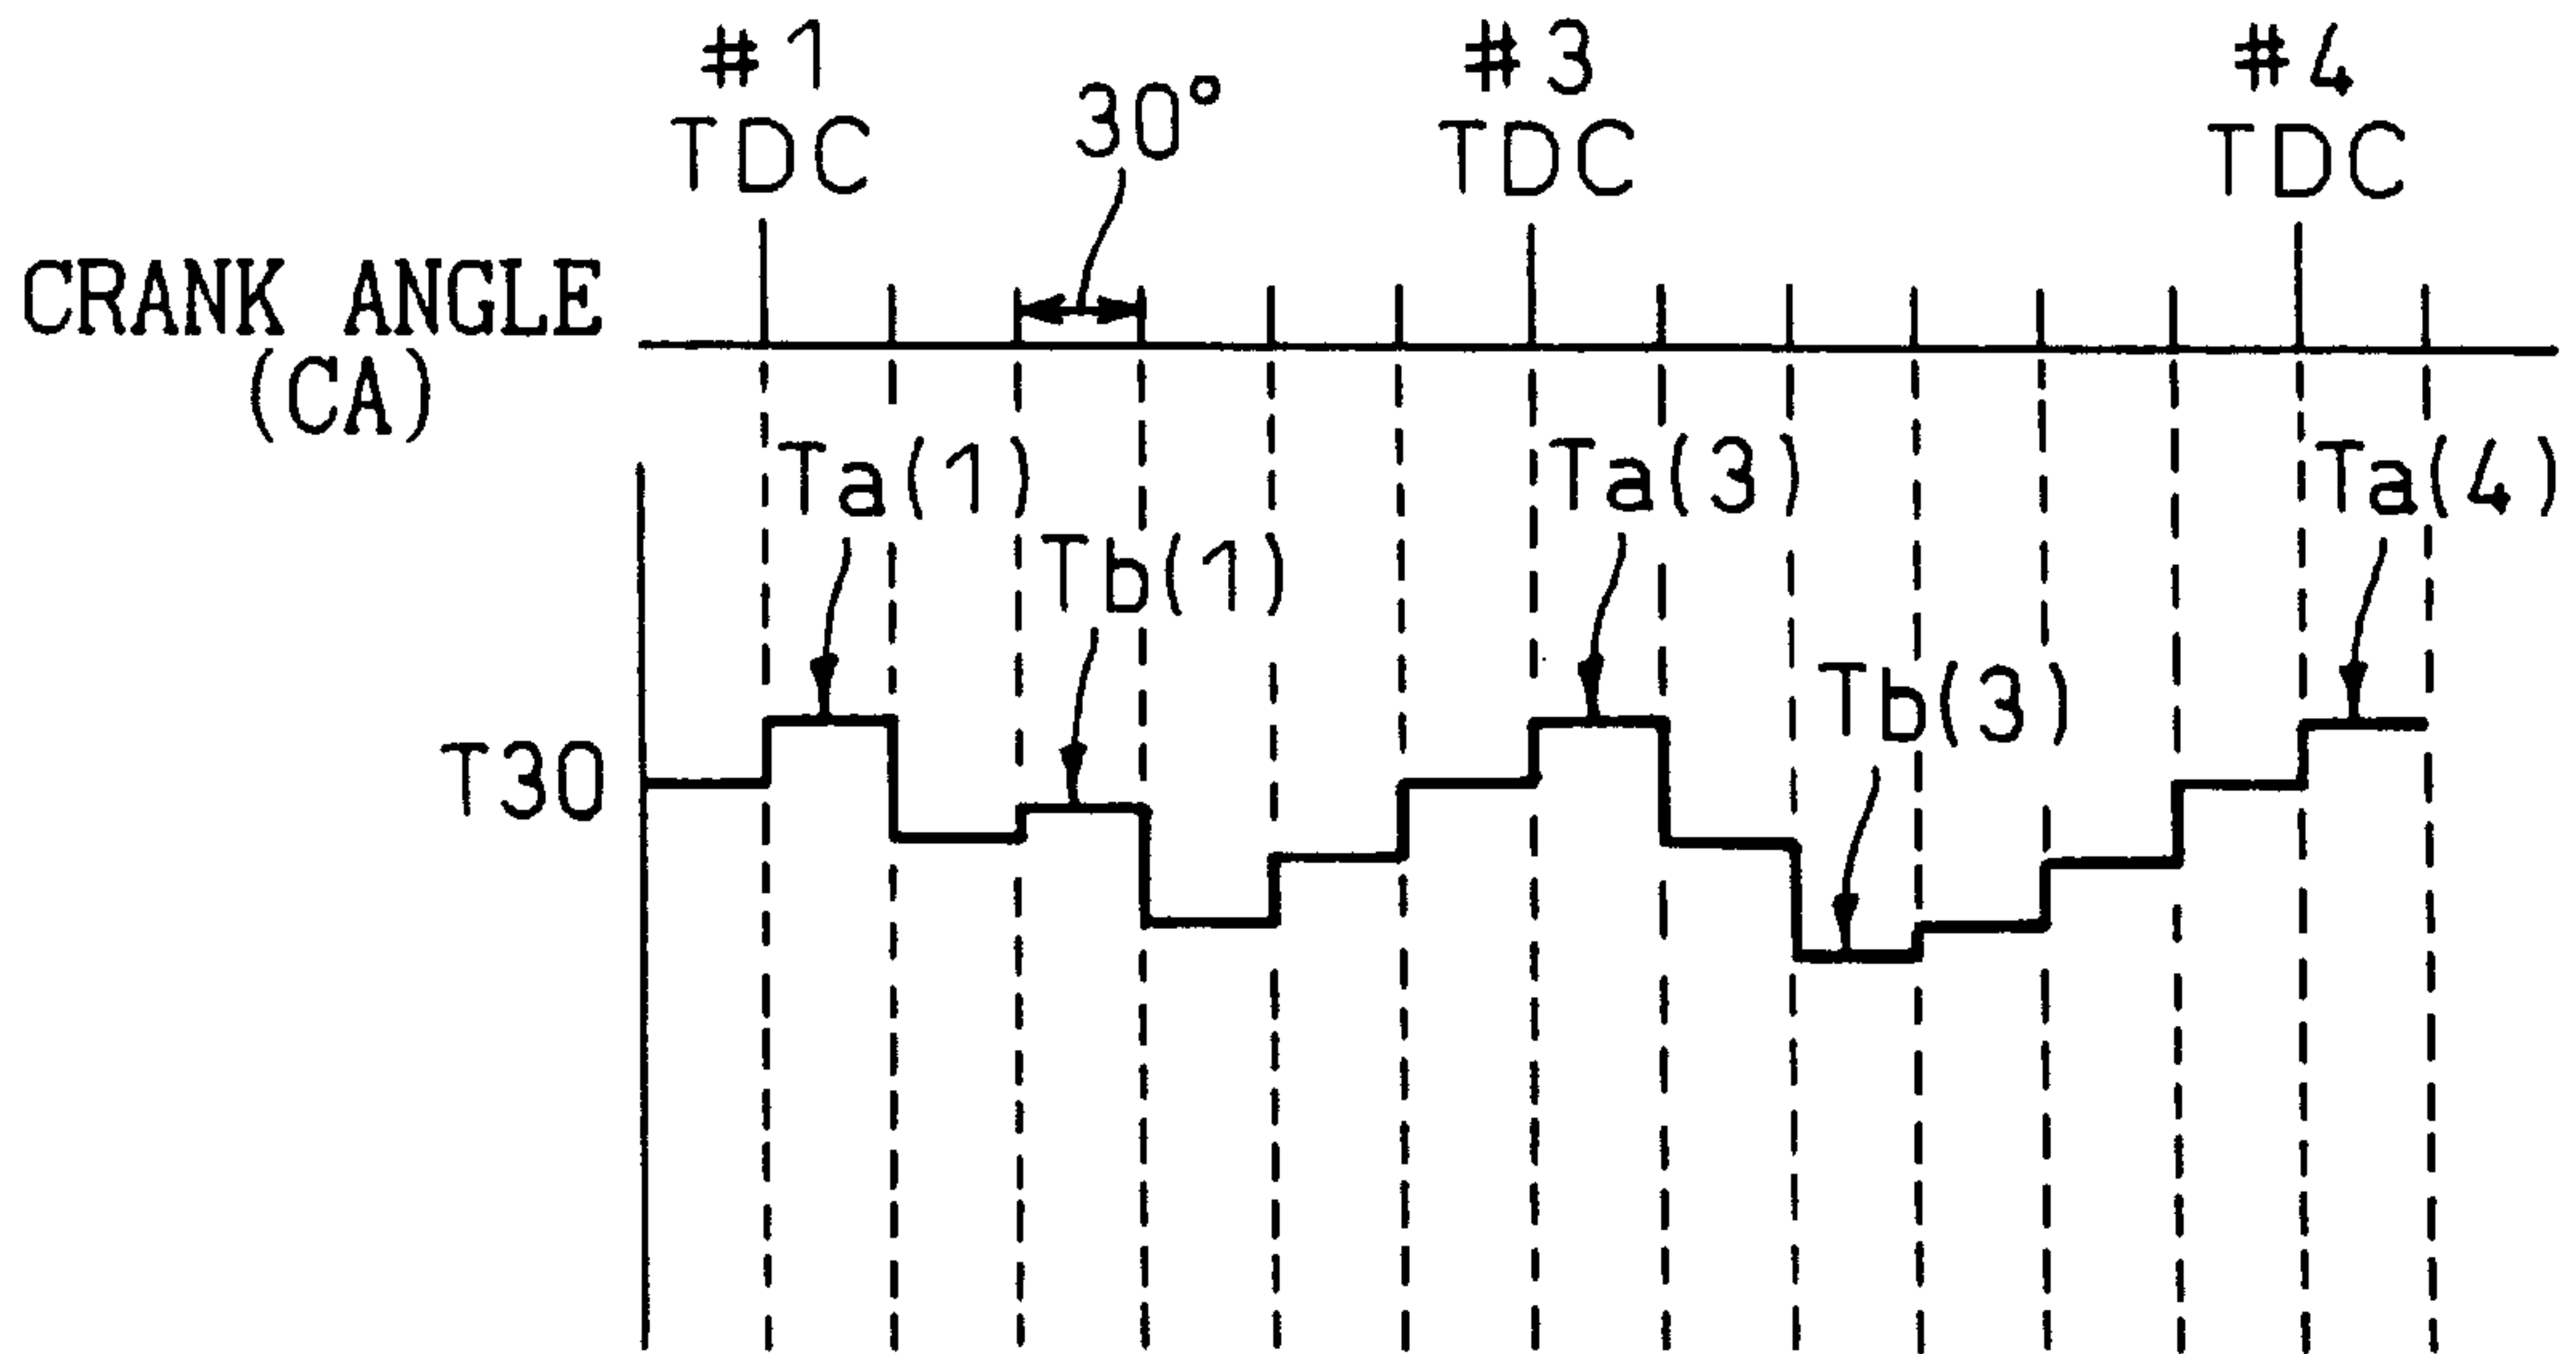 #1
TDC
30°
#3
TDC
#4
TDC
CRANK ANGLE
(CA)
Ta(1)
Ta(3)
Ta(4)
Tb(1)
Tb(3)
T30